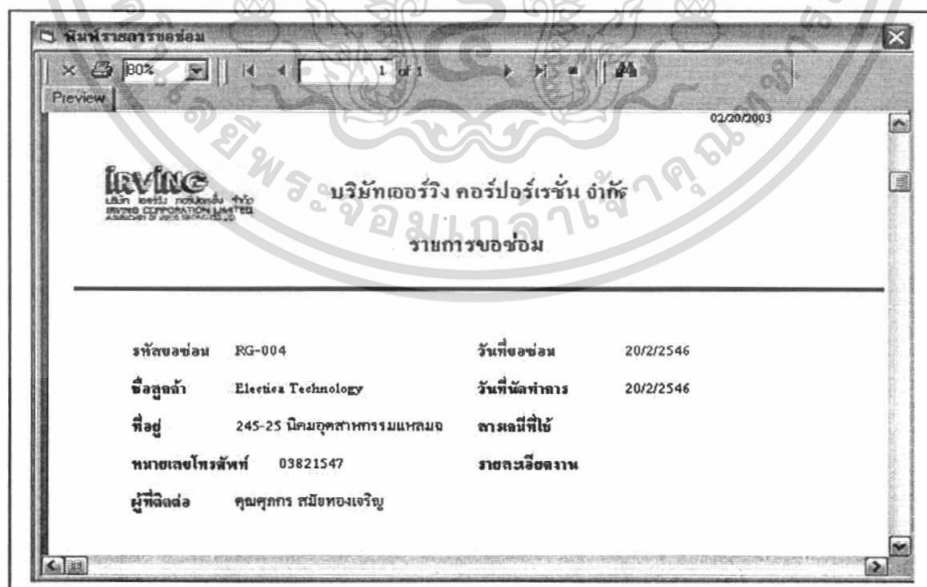 พิมพ์รายการขอซ่อม
80%
1 of 1
Preview
02/20/2003
IRVING
IRVING CORPORATION LIMITED
บริษัทเออร์วิง คอร์ปอร์เรชั่น จำกัด
รายการขอซ่อม
รหัสขอซ่อม RG-004 วันที่ขอซ่อม 20/2/2546
ชื่อลูกค้า Electica Technology วันที่นัดทำการ 20/2/2546
ที่อยู่ 245-25 นิคมอุตสาหกรรมแหลมฉ สารเคมีที่ใช้
หมายเลขโทรศัพท์ 03821547 รายละเอียดงาน
ผู้ที่ติดต่อ คุณศุภกร สมัยทองเจริญ